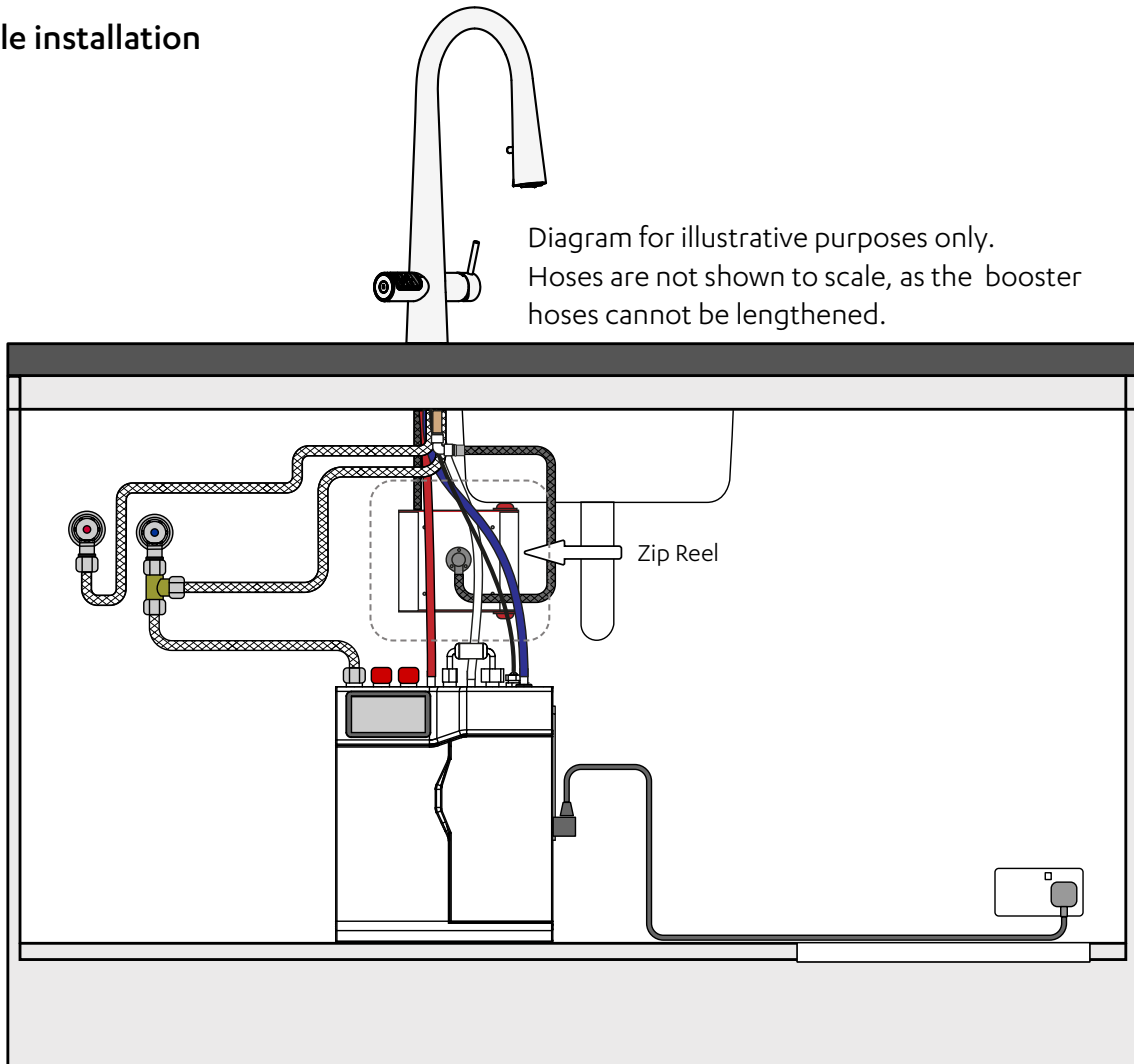 le installation
Diagram for illustrative purposes only.
Hoses are not shown to scale, as the booster
hoses cannot be lengthened.
Zip Reel